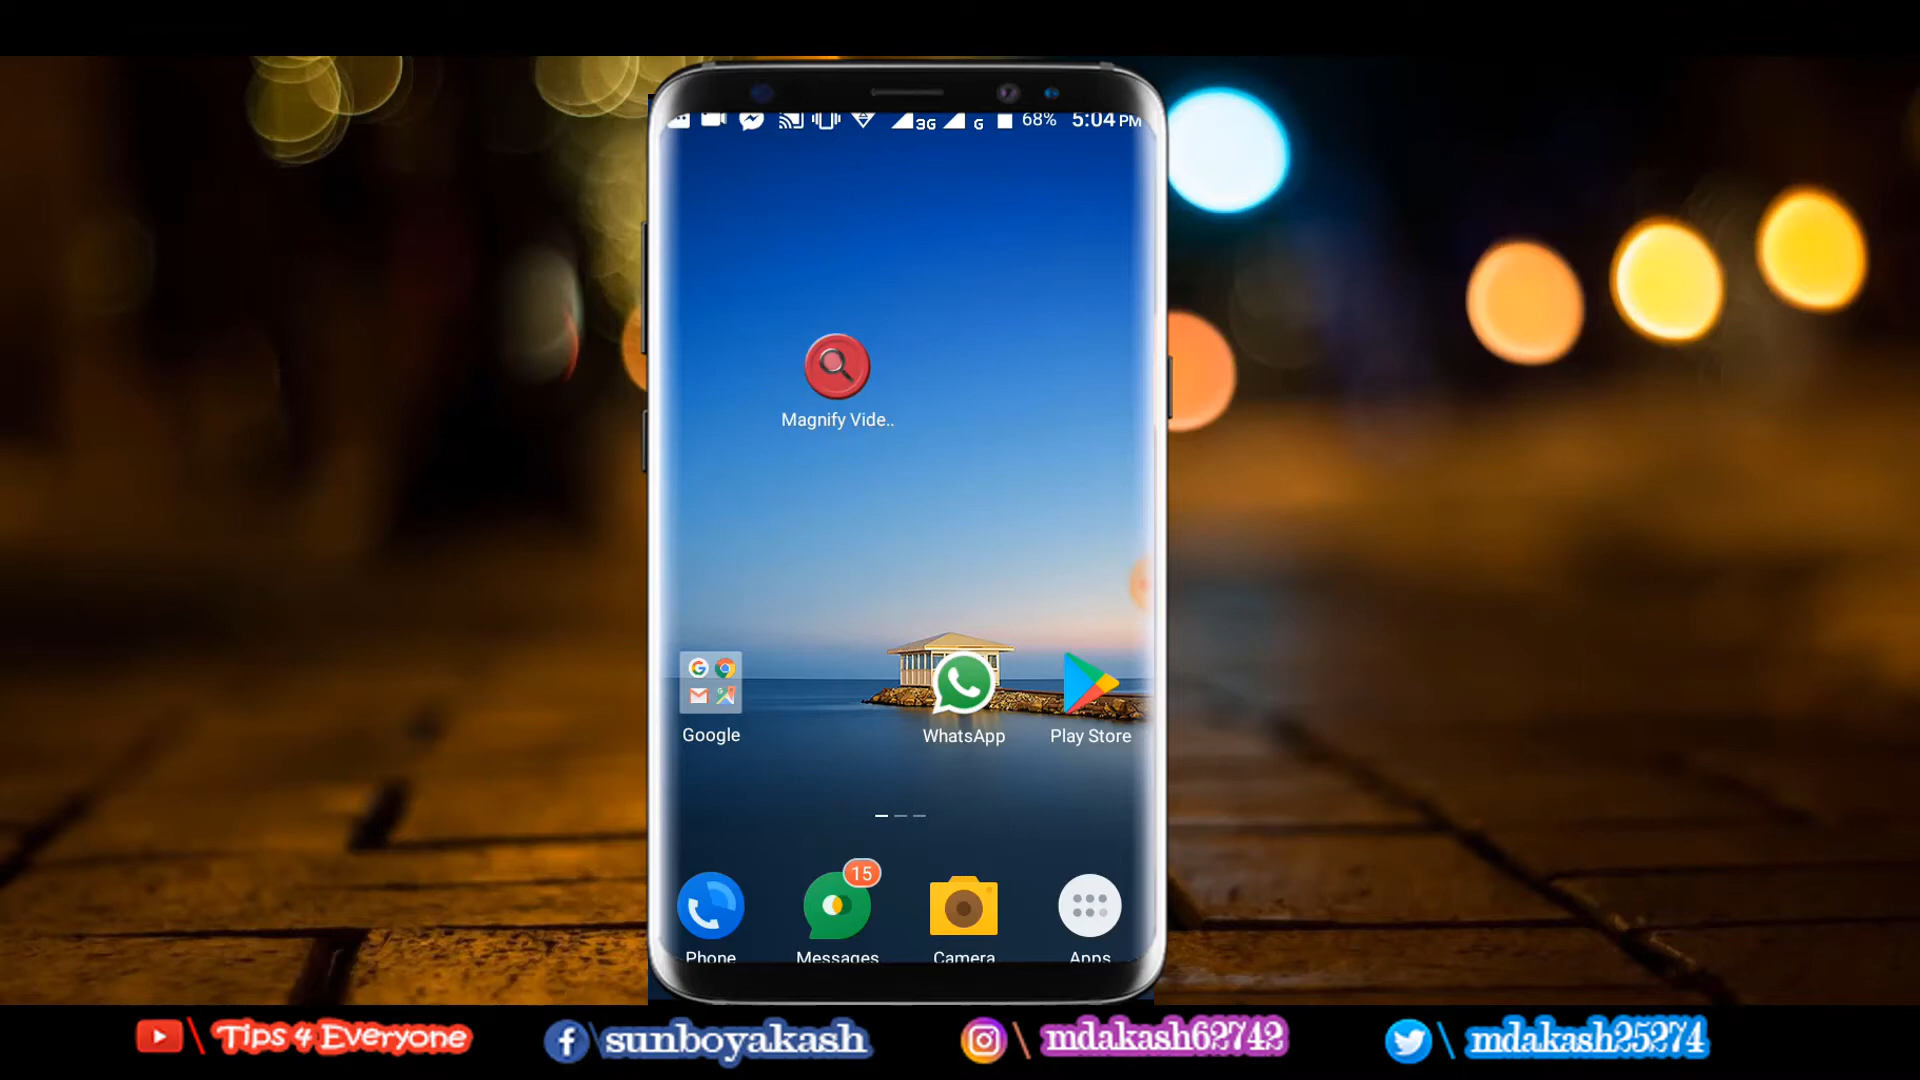 3G G 68% 5:04 PM
Magnify Vide..
Google WhatsApp Play Store
15
Phone Messages Camera Apps
Tips 4 Everyone \sunboyakash \ mdakash62742 \ mdakash25274